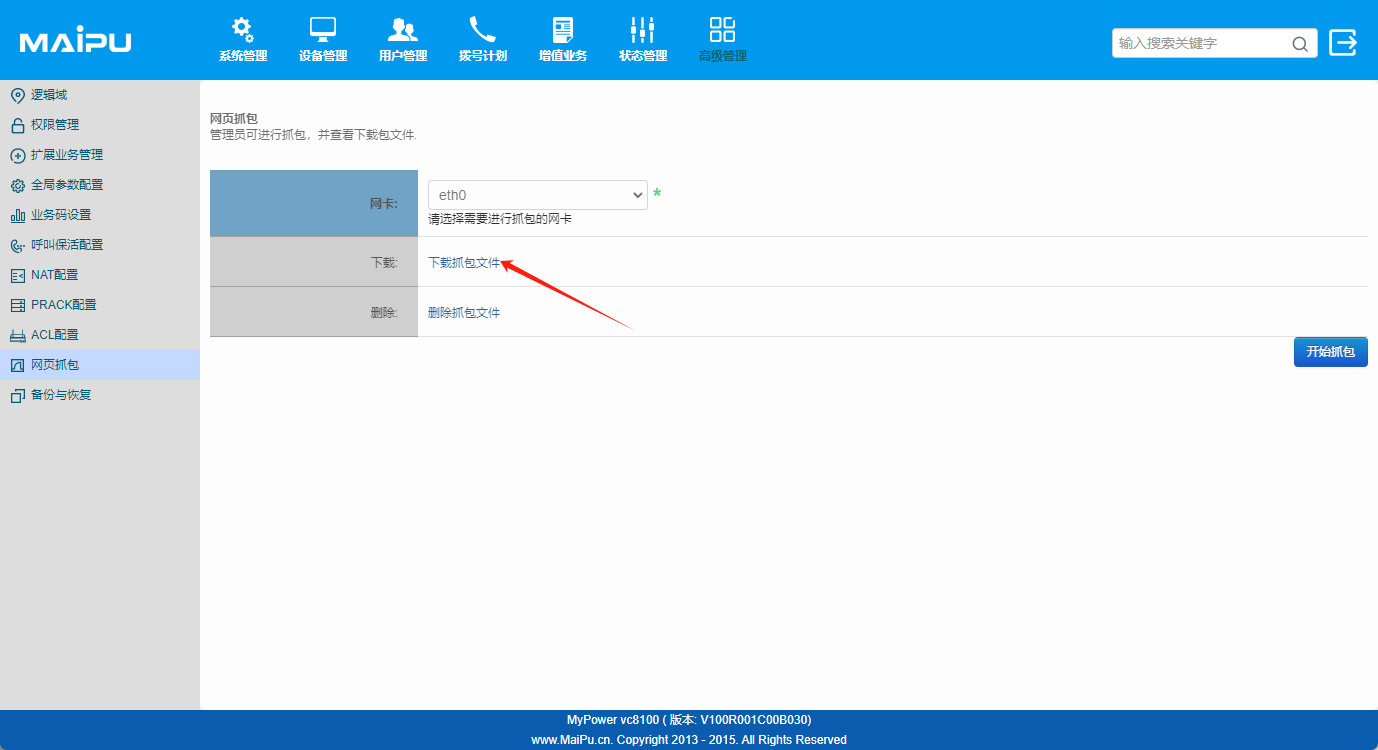 MAiPU
系统管理 设备管理 用户管理 拨号计划 增值业务 状态管理 高级管理
输入搜索关键字
逻辑域
权限管理
扩展业务管理
全局参数配置
业务码设置
呼叫保活配置
NAT配置
PRACK配置
ACL配置
网页抓包
备份与恢复
网页抓包
管理员可进行抓包，并查看下载包文件.
网卡: eth0 *
请选择需要进行抓包的网卡
下载: 下载抓包文件
删除: 删除抓包文件
开始抓包
MyPower vc8100 ( 版本: V100R001C00B030)
www.MaiPu.cn. Copyright 2013 - 2015. All Rights Reserved